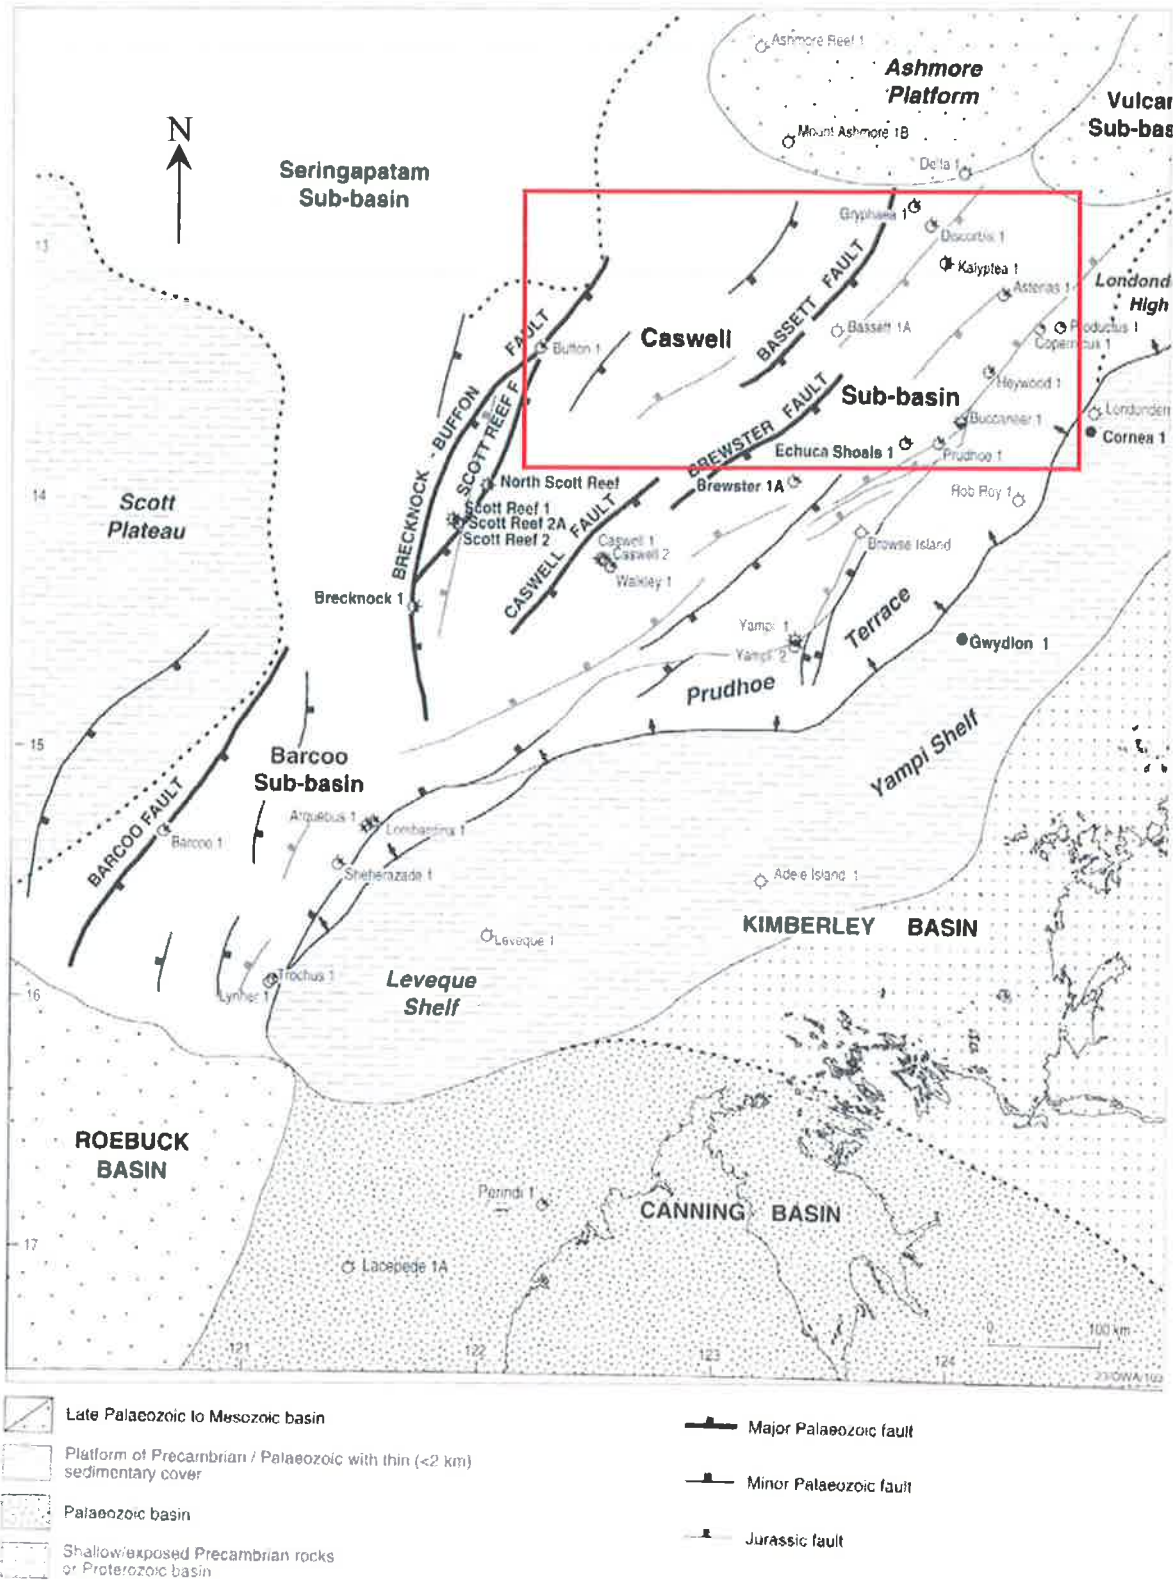 Ashmore Reef 1
Ashmore
Platform
Vulcan
Sub-bas
Mount Ashmore 1B
Delta 1
N
Seringapatam
Sub-basin
13
Gryphaea 1
Discorbis 1
Kalyptea 1
Asterias 1
Londond
High
BASSETT FAULT
Bassett 1A
Productus 1
Copernicus 1
Caswell
Sub-basin
Buffon 1
BRECKNOCK - BUFFON FAULT
SCOTT REEF F
Heywood 1
Buccaneer 1
Londonderr
Cornea 1
BREWSTER FAULT
Echuca Shoals 1
Prudhoe 1
North Scott Reef
Brewster 1A
Rob Roy 1
14
Scott
Plateau
Scott Reef 1
Scott Reef 2A
Scott Reef 2
CASWELL FAULT
Caswell 1
Caswell 2
Walkley 1
Browse Island
Brecknock 1
Yampi 1
Yampi 2
Terrace
Prudhoe
Gwydion 1
Yampi Shelf
15
Barcoo
Sub-basin
BARCOO FAULT
Barcoo 1
Arquebus 1
Lombardina 1
Sheherazade 1
Adele Island 1
KIMBERLEY BASIN
Leveque 1
Trochus 1
Lynher 1
Leveque
Shelf
16
ROEBUCK
BASIN
Perindi 1
CANNING BASIN
17
Lacepede 1A
0
100 km
121
122
123
124
23/OWA/103
Late Palaeozoic to Mesozoic basin
Platform of Precambrian / Palaeozoic with thin (<2 km)
sedimentary cover
Palaeozoic basin
Shallow/exposed Precambrian rocks
or Proterozoic basin
Major Palaeozoic fault
Minor Palaeozoic fault
Jurassic fault